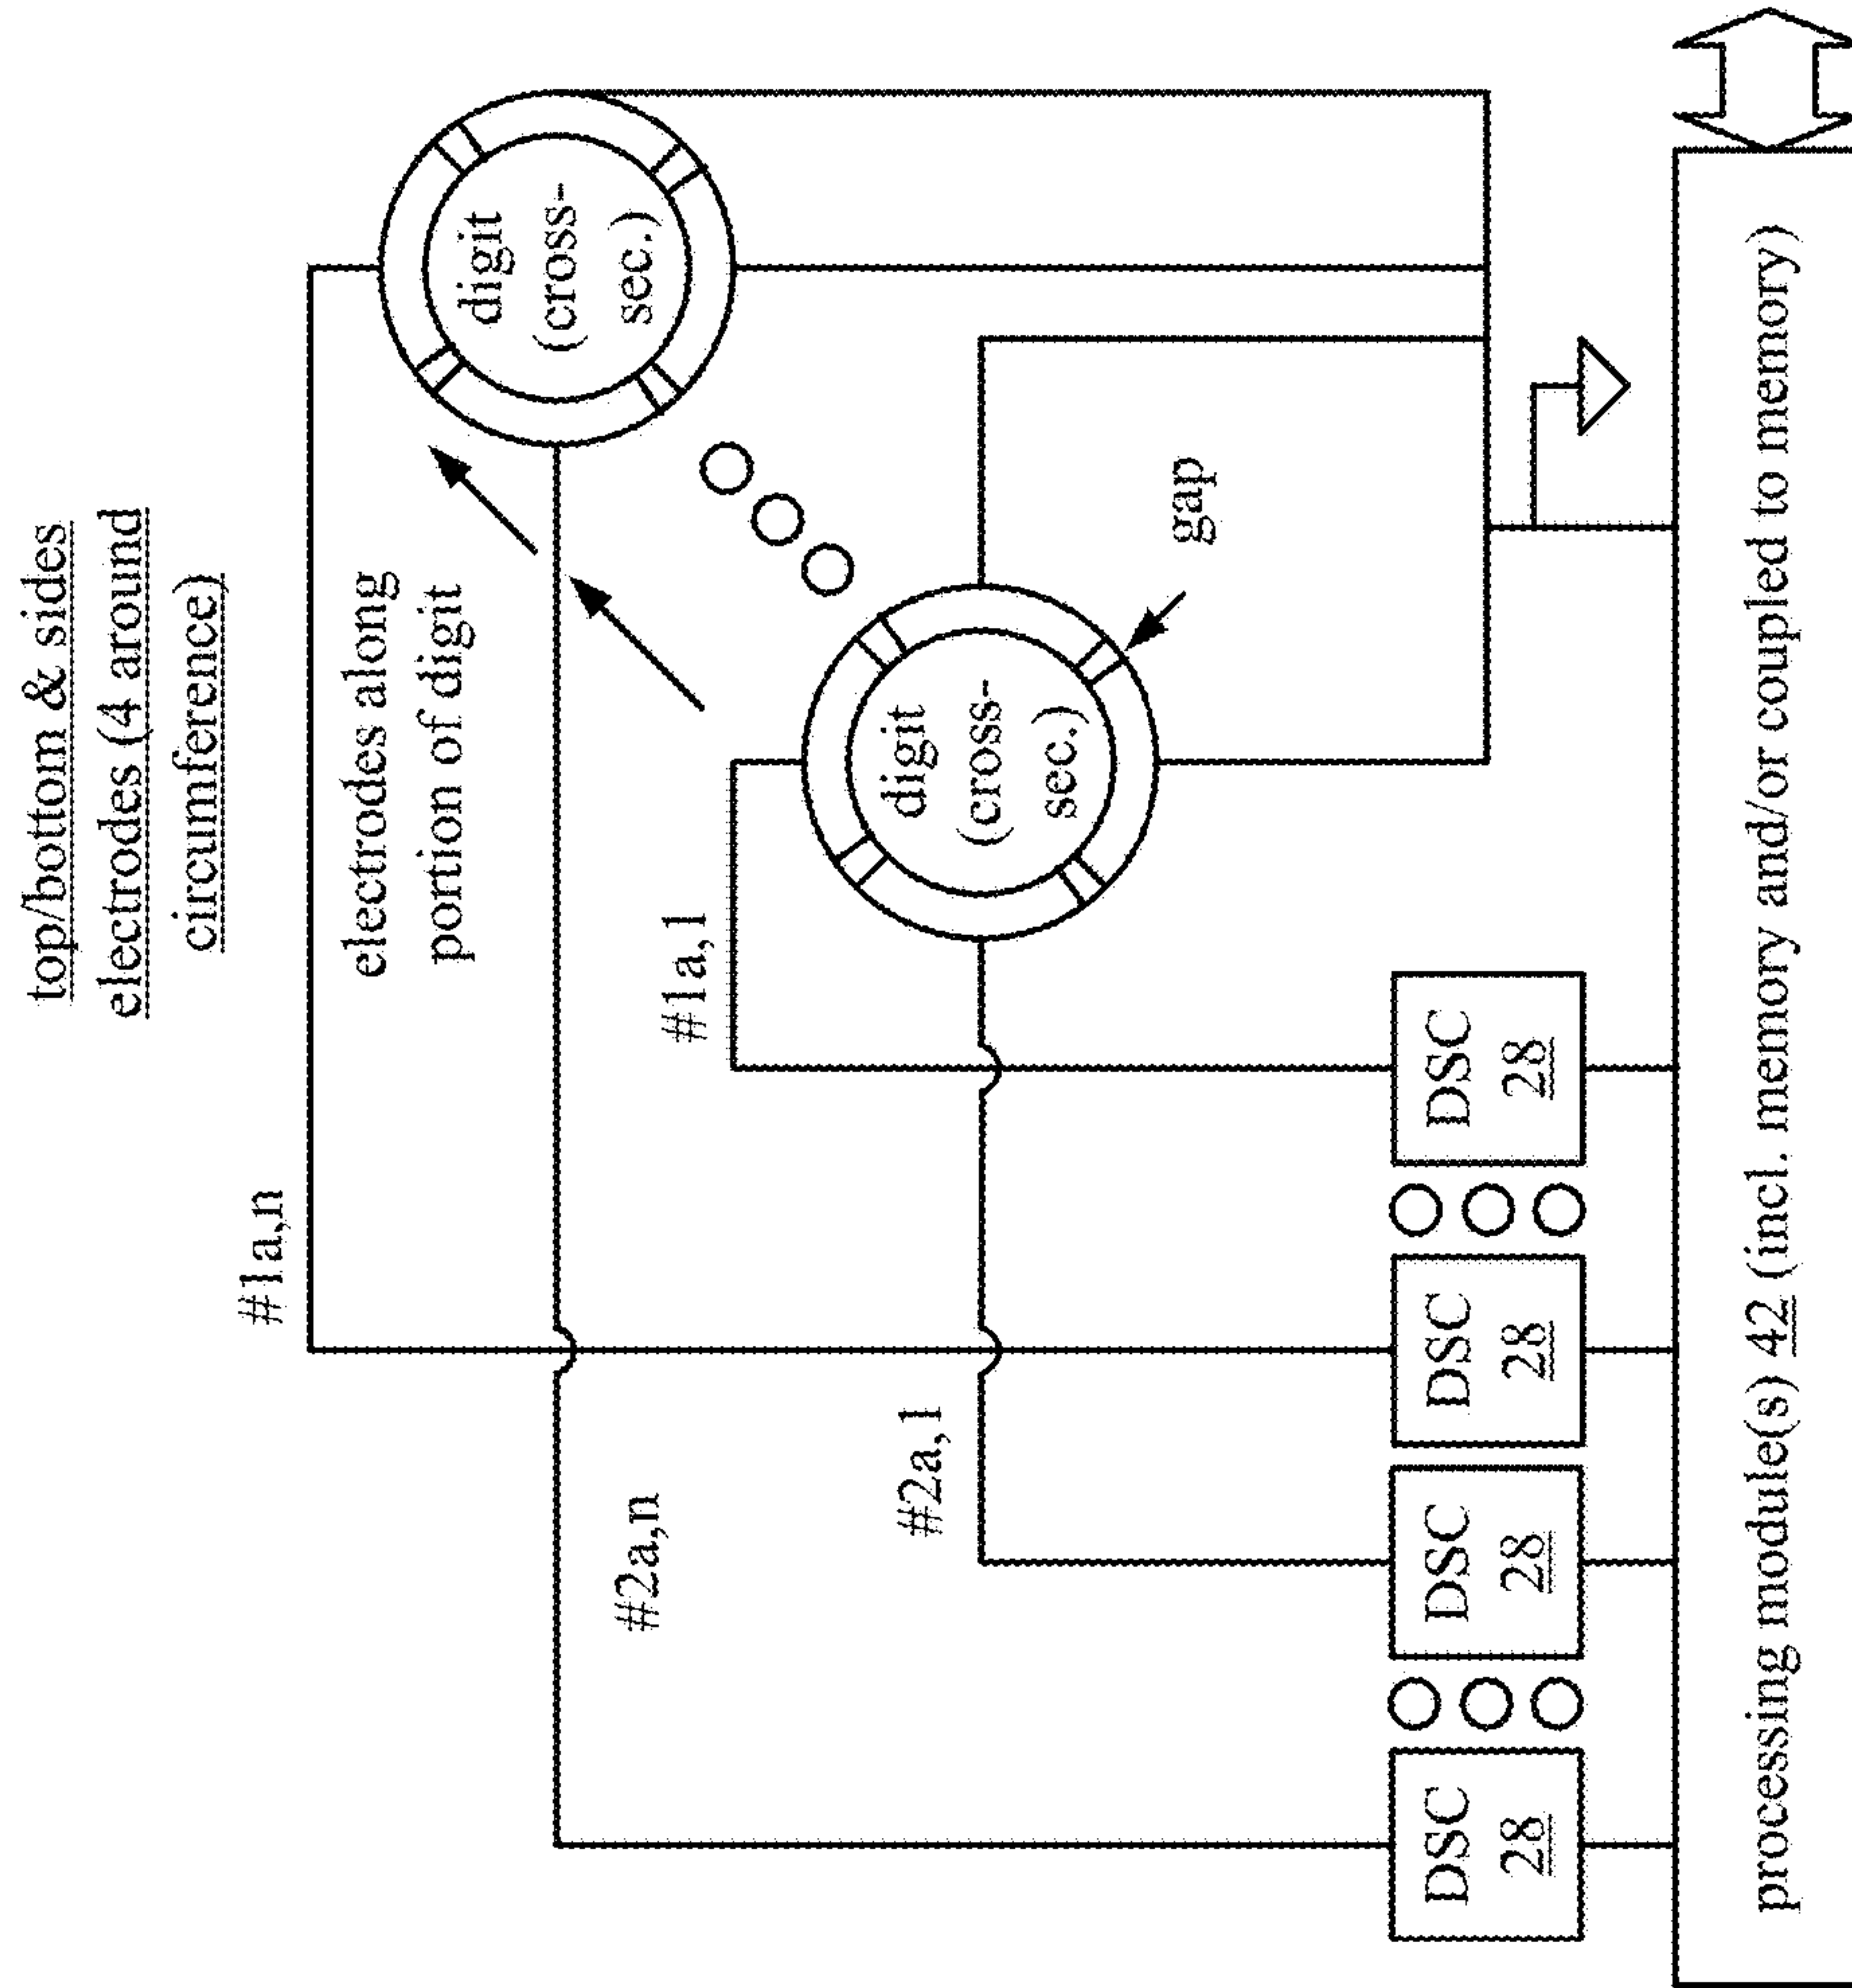 top/bottom & sides
electrodes (4 around
circumference)
#1a,n
electrodes along
portion of digit
digit
(cross-
sec.)
#2a,n
#1a,1
digit
(cross-
sec.)
#2a,1
gap
DSC
28
DSC
28
DSC
28
DSC
28
processing module(s) 42 (incl. memory and/or coupled to memory)